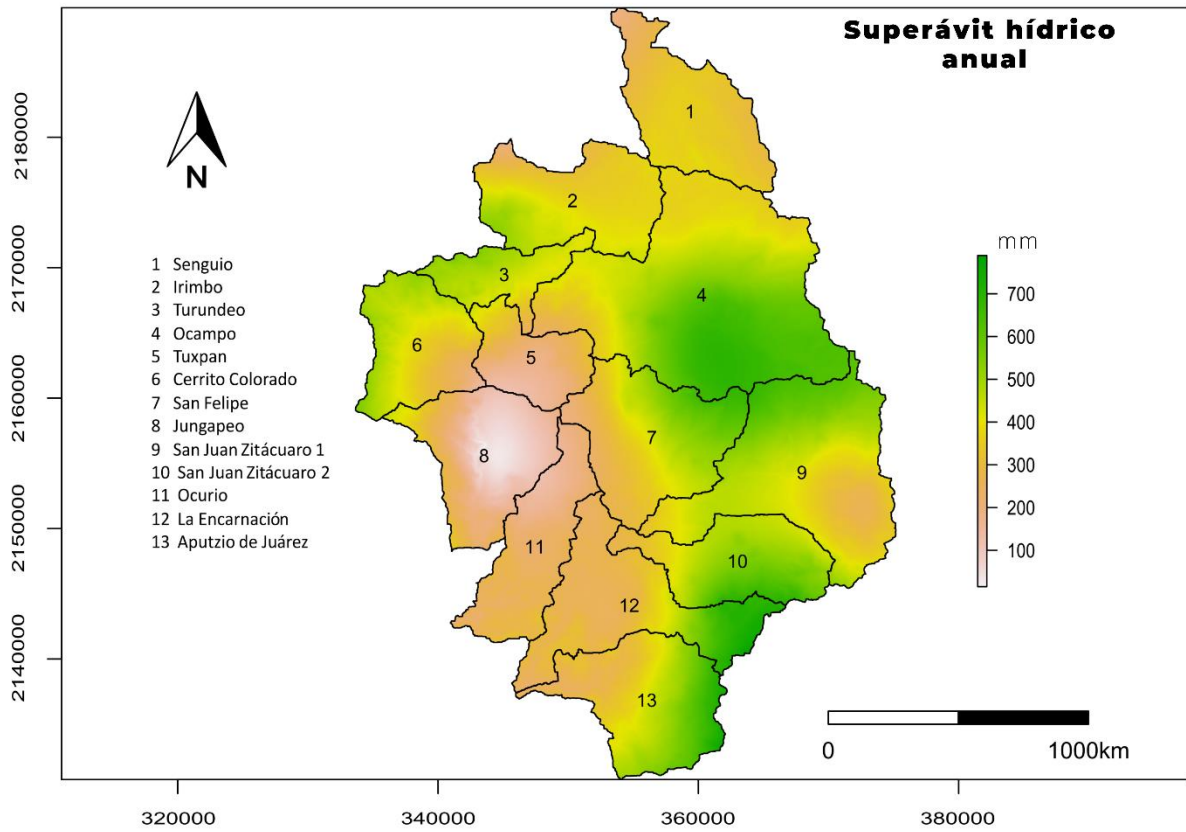 Superávit hídrico
anual
N
1 Senguio
2 Irimbo
3 Turundeo
4 Ocampo
5 Tuxpan
6 Cerrito Colorado
7 San Felipe
8 Jungapeo
9 San Juan Zitácuaro 1
10 San Juan Zitácuaro 2
11 Ocurio
12 La Encarnación
13 Aputzio de Juárez
1
2
3
4
5
6
7
8
9
10
11
12
13
mm
700
600
500
400
300
200
100
0 1000km
2180000
2170000
2160000
2150000
2140000
320000 340000 360000 380000